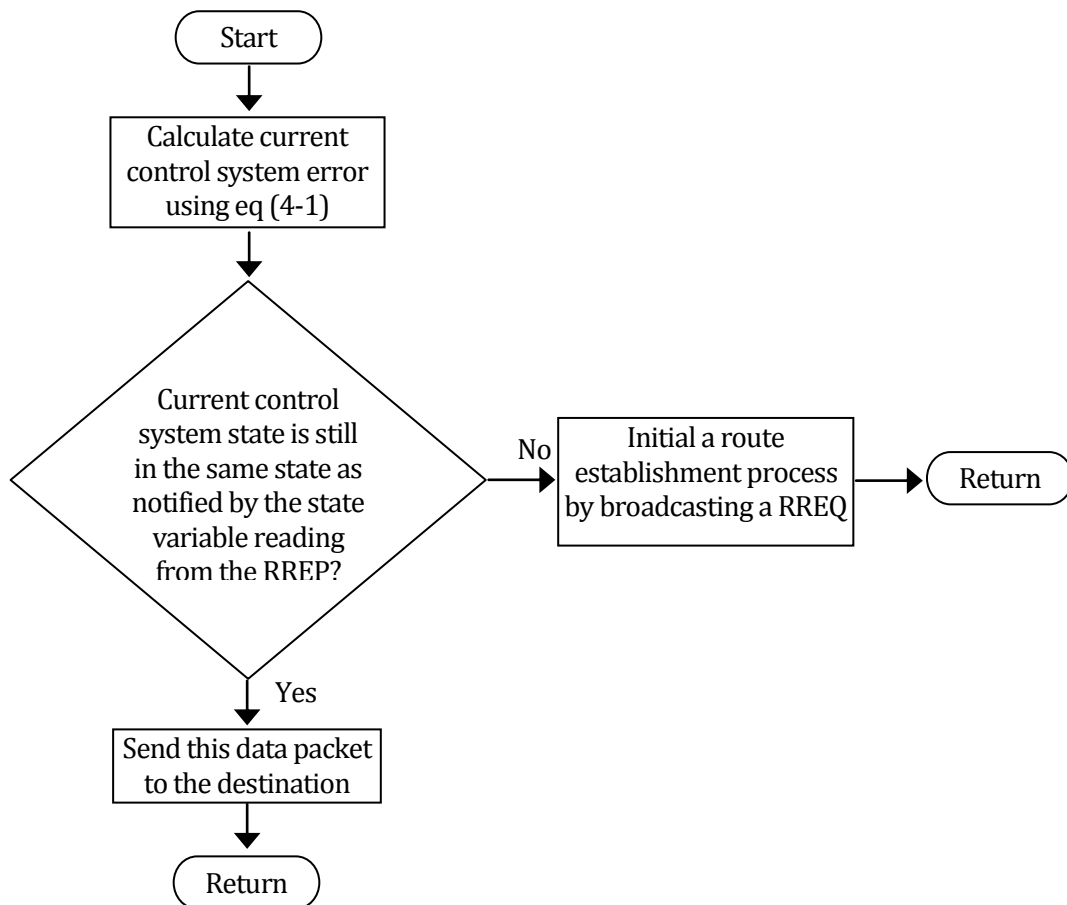 Start
Calculate current
control system error
using eq (4-1)
Current control
system state is still
in the same state as
notified by the state
variable reading
from the RREP?
No
Initial a route
establishment process
by broadcasting a RREQ
Return
Yes
Send this data packet
to the destination
Return